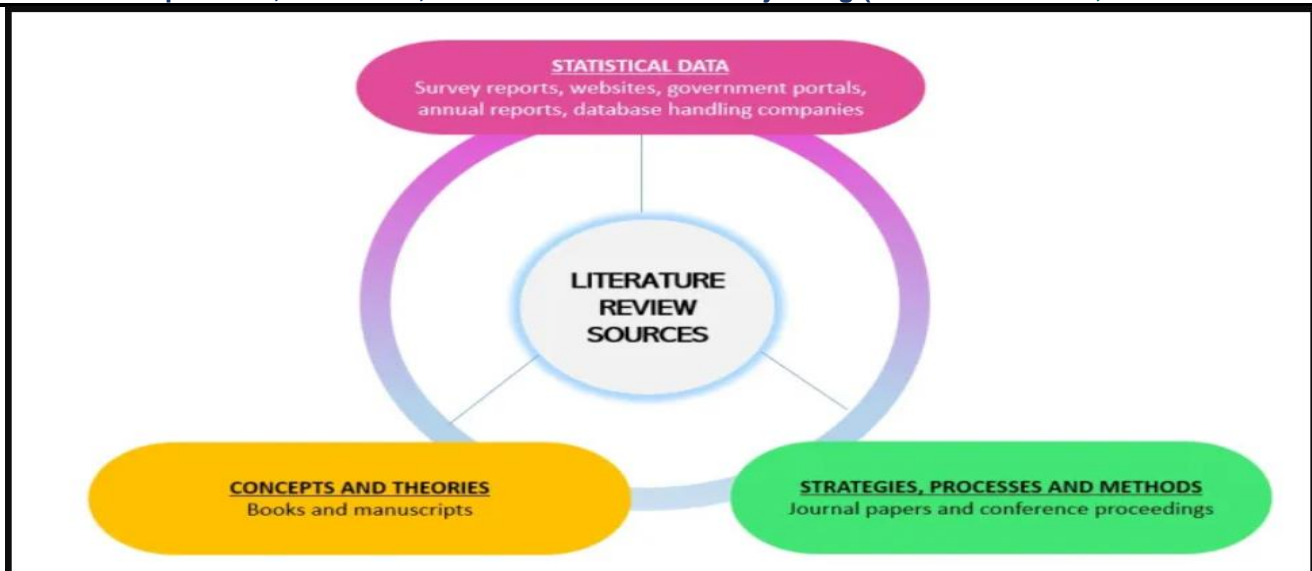 STATISTICAL DATA
Survey reports, websites, government portals,
annual reports, database handling companies
LITERATURE
REVIEW
SOURCES
CONCEPTS AND THEORIES
Books and manuscripts
STRATEGIES, PROCESSES AND METHODS
Journal papers and conference proceedings